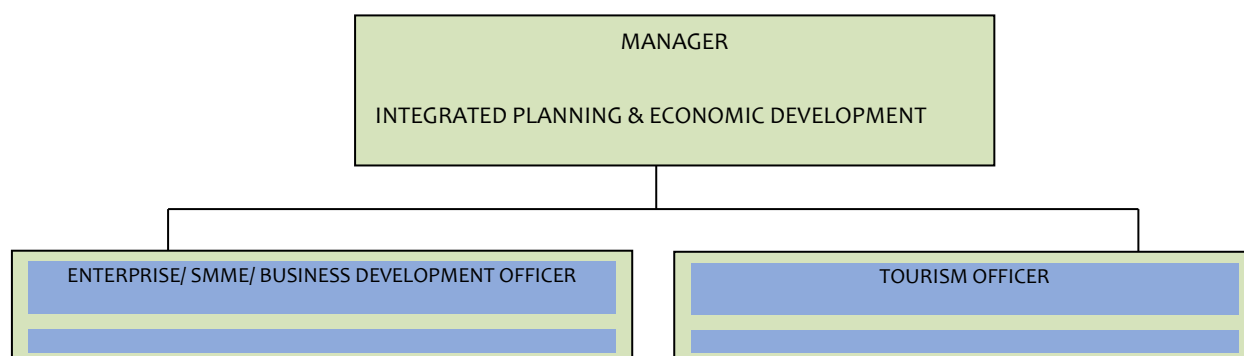 MANAGER
INTEGRATED PLANNING & ECONOMIC DEVELOPMENT
ENTERPRISE/ SMME/ BUSINESS DEVELOPMENT OFFICER
TOURISM OFFICER